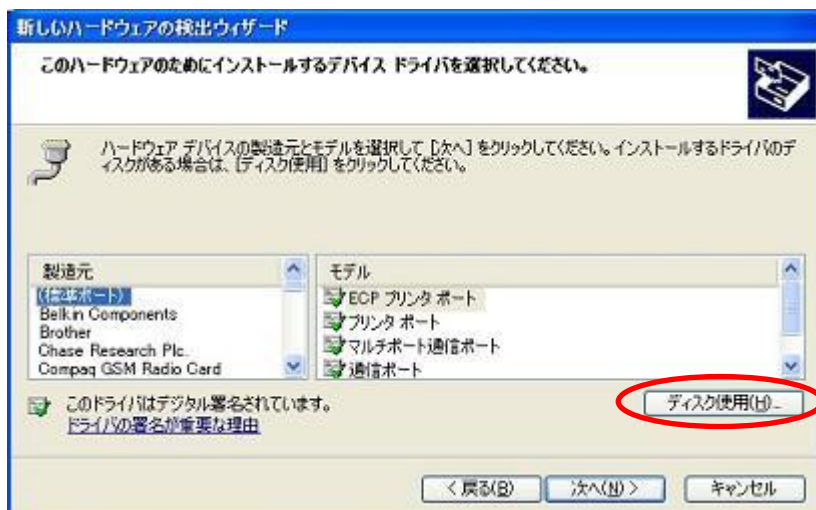 新しいハードウェアの検出ウィザード
このハードウェアのためにインストールするデバイス ドライバを選択してください。
ハードウェア デバイスの製造元とモデルを選択して [次へ] をクリックしてください。インストールするドライバのデ
ィスクがある場合は、[ディスク使用] をクリックしてください。
製造元
(標準ポート)
Belkin Components
Brother
Chase Research Plc.
Compaq GSM Radio Card
モデル
ECP プリンタ ポート
プリンタ ポート
マルチポート通信ポート
通信ポート
このドライバはデジタル署名されています。
ドライバの署名が重要な理由
ディスク使用(H)...
< 戻る(B)
次へ(N) >
キャンセル